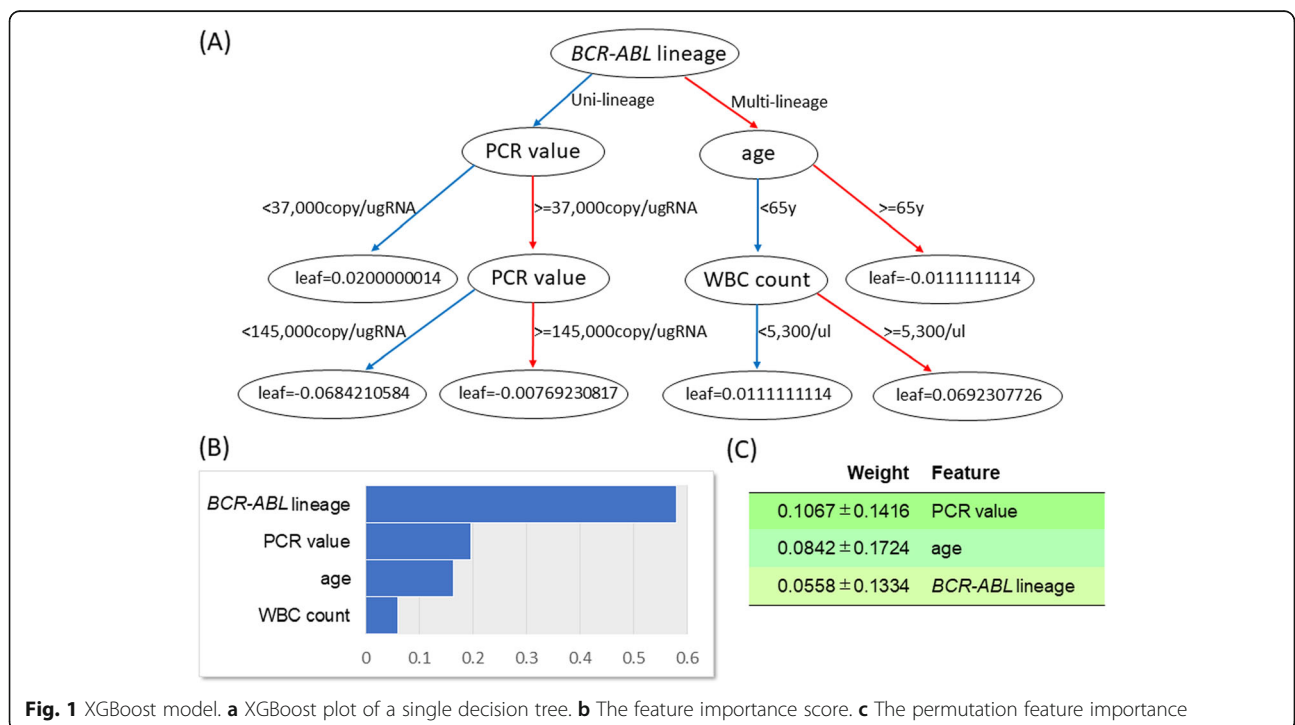 (A)
BCR-ABL lineage
Uni-lineage
Multi-lineage
PCR value
age
<37,000copy/ugRNA
>=37,000copy/ugRNA
<65y
>=65y
leaf=0.0200000014
PCR value
WBC count
leaf=-0.0111111114
<145,000copy/ugRNA
>=145,000copy/ugRNA
<5,300/ul
>=5,300/ul
leaf=-0.0684210584
leaf=-0.00769230817
leaf=0.0111111114
leaf=0.0692307726
(B)
BCR-ABL lineage
PCR value
age
WBC count
0 0.1 0.2 0.3 0.4 0.5 0.6
(C)
Weight Feature
0.1067±0.1416 PCR value
0.0842±0.1724 age
0.0558±0.1334 BCR-ABL lineage
Fig. 1 XGBoost model. a XGBoost plot of a single decision tree. b The feature importance score. c The permutation feature importance